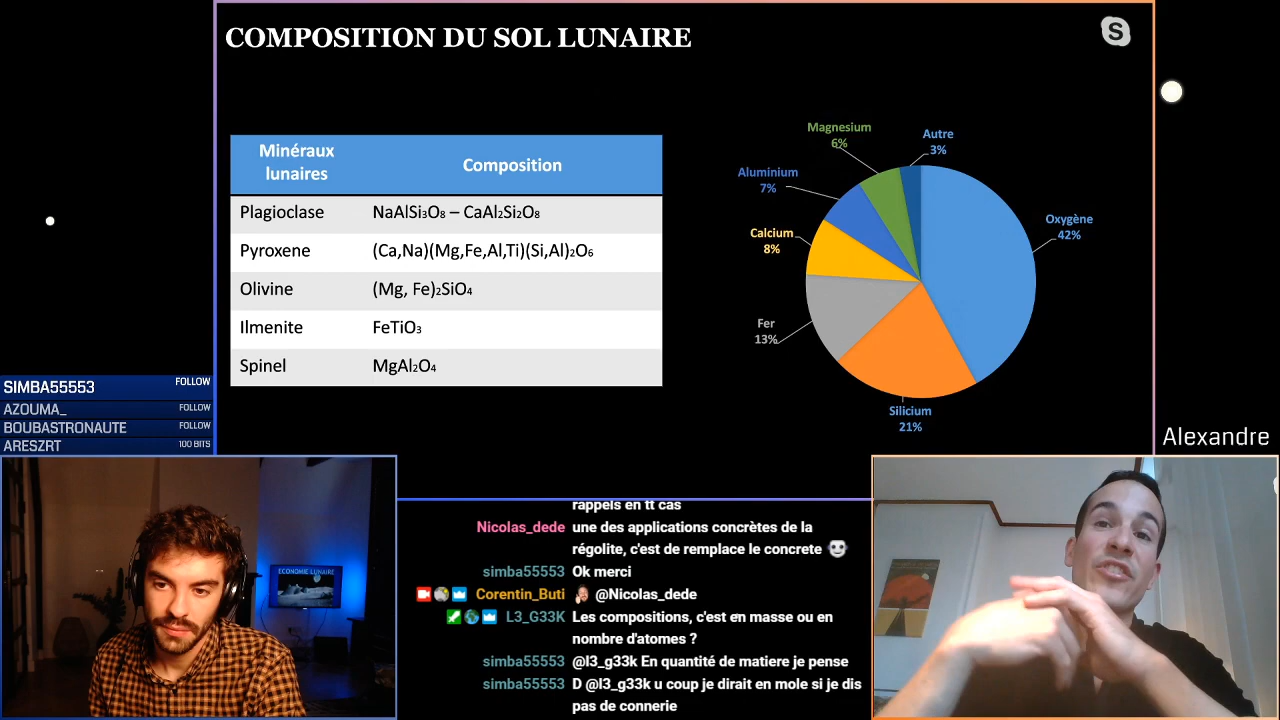 COMPOSITION DU SOL LUNAIRE
S
Minéraux
lunaires
Composition
Plagioclase NaAlSi₃O₈ – CaAl₂Si₂O₈
Pyroxene (Ca,Na)(Mg,Fe,Al,Ti)(Si,Al)₂O₆
Olivine (Mg, Fe)₂SiO₄
Ilmenite FeTiO₃
Spinel MgAl₂O₄
Magnesium
6%
Autre
3%
Aluminium
7%
Oxygène
42%
Calcium
8%
Fer
13%
Silicium
21%
SIMBA55553 FOLLOW
AZOUMA_ FOLLOW
BOUBASTRONAUTE FOLLOW
ARESZRT 100 BITS
Alexandre
ECONOMIE LUNAIRE
rappels en tt cas
Nicolas_dede une des applications concrètes de la
régolite, c'est de remplace le concrete
simba55553 Ok merci
Corentin_Buti @Nicolas_dede
L3_G33K Les compositions, c'est en masse ou en
nombre d'atomes ?
simba55553 @l3_g33k En quantité de matiere je pense
simba55553 D @l3_g33k u coup je dirait en mole si je dis
pas de connerie